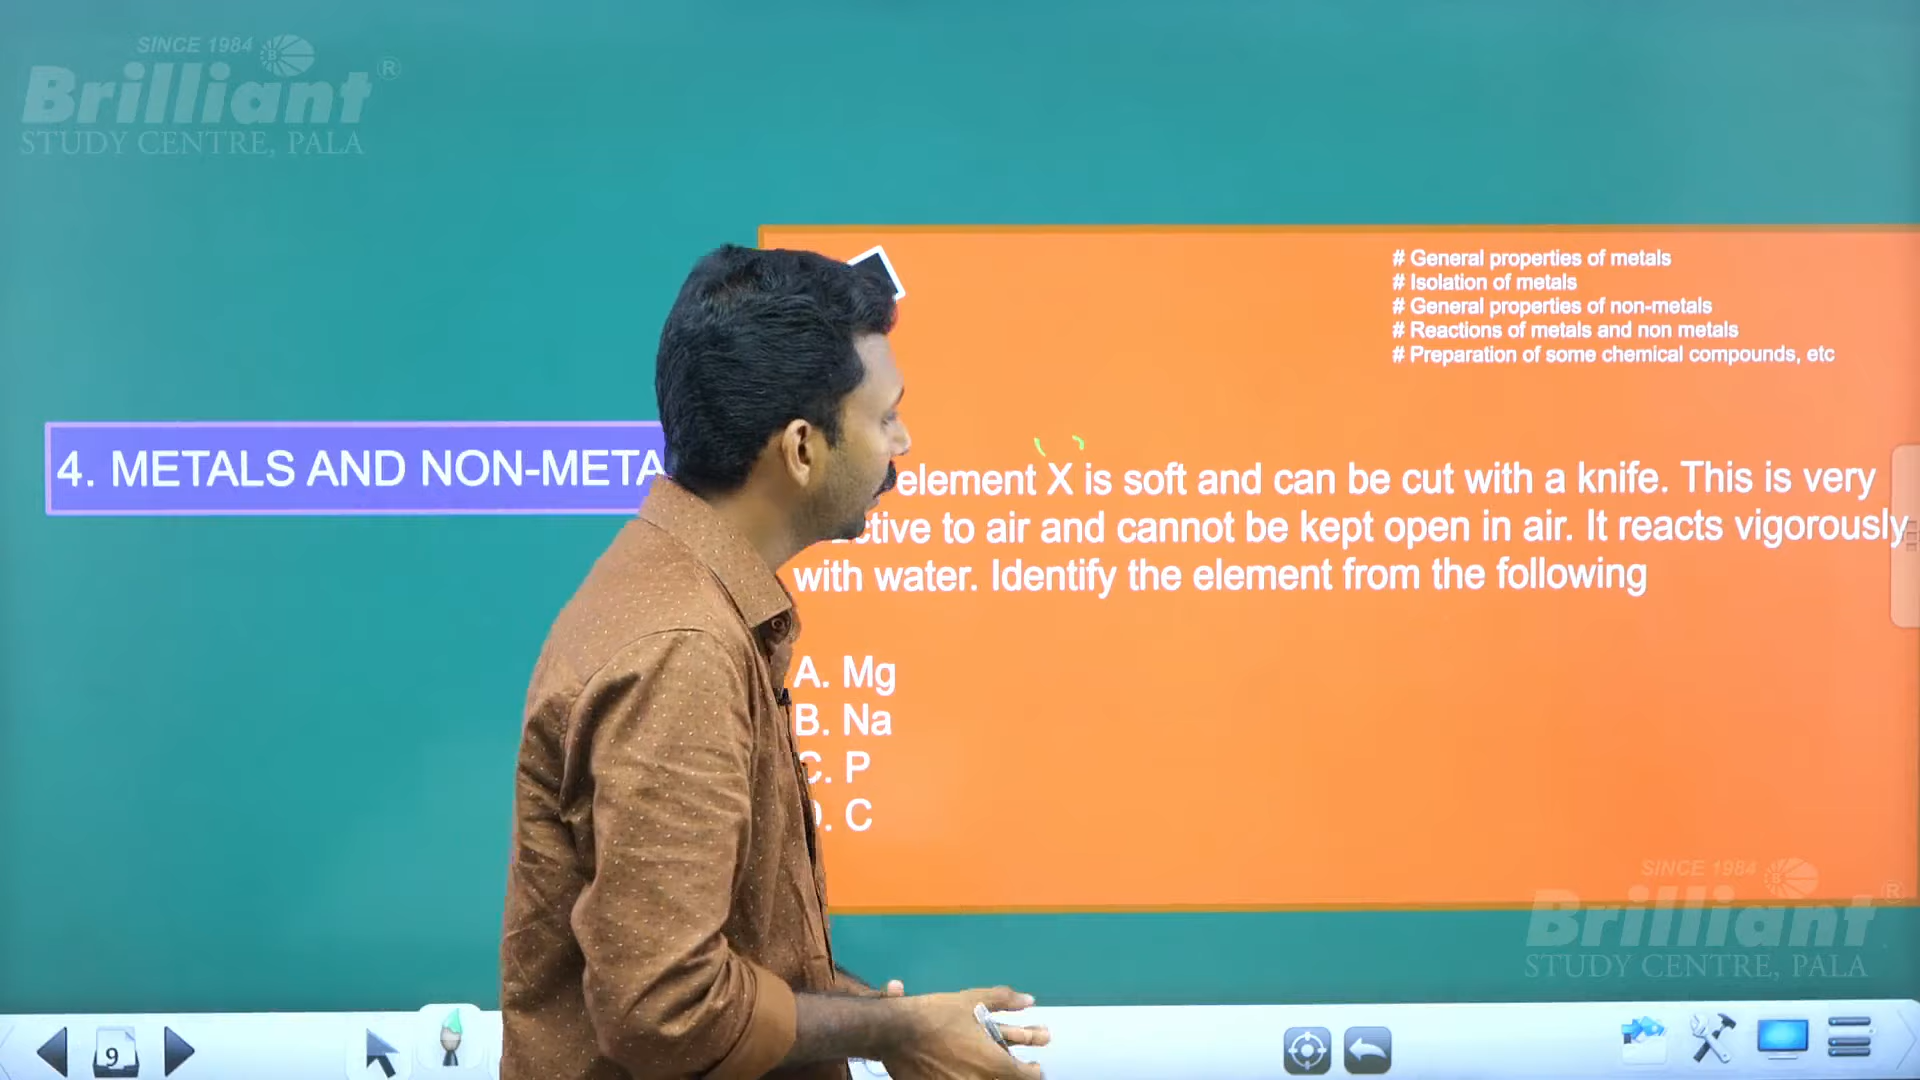 SINCE 1984
Brilliant®
STUDY CENTRE, PALA
# General properties of metals
# Isolation of metals
# General properties of non-metals
# Reactions of metals and non metals
# Preparation of some chemical compounds, etc
4. METALS AND NON-META
element X is soft and can be cut with a knife. This is very
ctive to air and cannot be kept open in air. It reacts vigorously
with water. Identify the element from the following
A. Mg
B. Na
C. P
D. C
SINCE 1984
Brilliant®
STUDY CENTRE, PALA
9